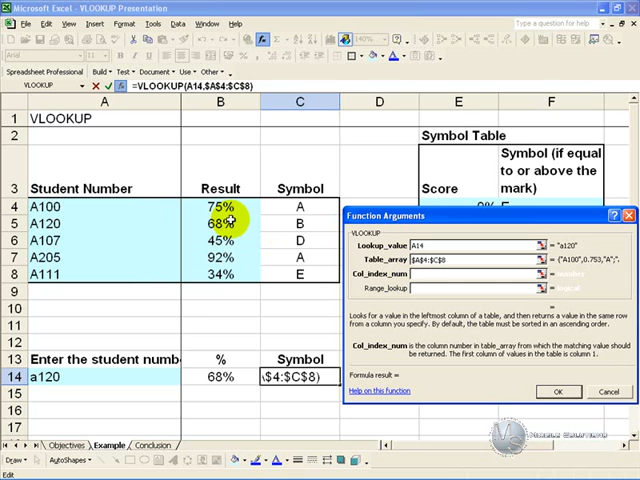 Microsoft Excel - VLOOKUP Presentation
File Edit View Insert Format Tools Data Window Help
Type a question for help
140%
Spreadsheet Professional Build Test Document Use Other
VLOOKUP =VLOOKUP(A14,$A$4:$C$8)
A B C D E F
1 VLOOKUP
2 Symbol Table
3 Student Number Result Symbol Score Symbol (if equal to or above the mark)
4 A100 75% A 0% F
5 A120 68% B
6 A107 45% D
7 A205 92% A
8 A111 34% E
9
10
11
12
13 Enter the student numb % Symbol
14 a120 68% \$4:$C$8)
15
16
17
Function Arguments
VLOOKUP
Lookup_value A14 = "a120"
Table_array $A$4:$C$8 = {"A100",0.753,"A";".
Col_index_num = number
Range_lookup = logical
=
Looks for a value in the leftmost column of a table, and then returns a value in the same row from a column you specify. By default, the table must be sorted in an ascending order.
Col_index_num is the column number in table_array from which the matching value should be returned. The first column of values in the table is column 1.
Formula result =
Help on this function
OK Cancel
Objectives Example Conclusion
Draw AutoShapes
Edit